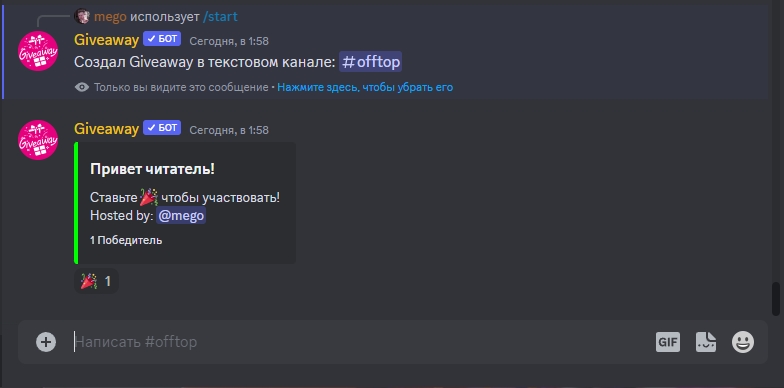 mego использует /start
Giveaway ✓ БОТ Сегодня, в 1:58
Создал Giveaway в текстовом канале: #offtop
Только вы видите это сообщение • Нажмите здесь, чтобы убрать его
Giveaway ✓ БОТ Сегодня, в 1:58
Привет читатель!
Ставьте 🎉 чтобы участвовать!
Hosted by: @mego
1 Победитель
🎉 1
Написать #offtop
GIF